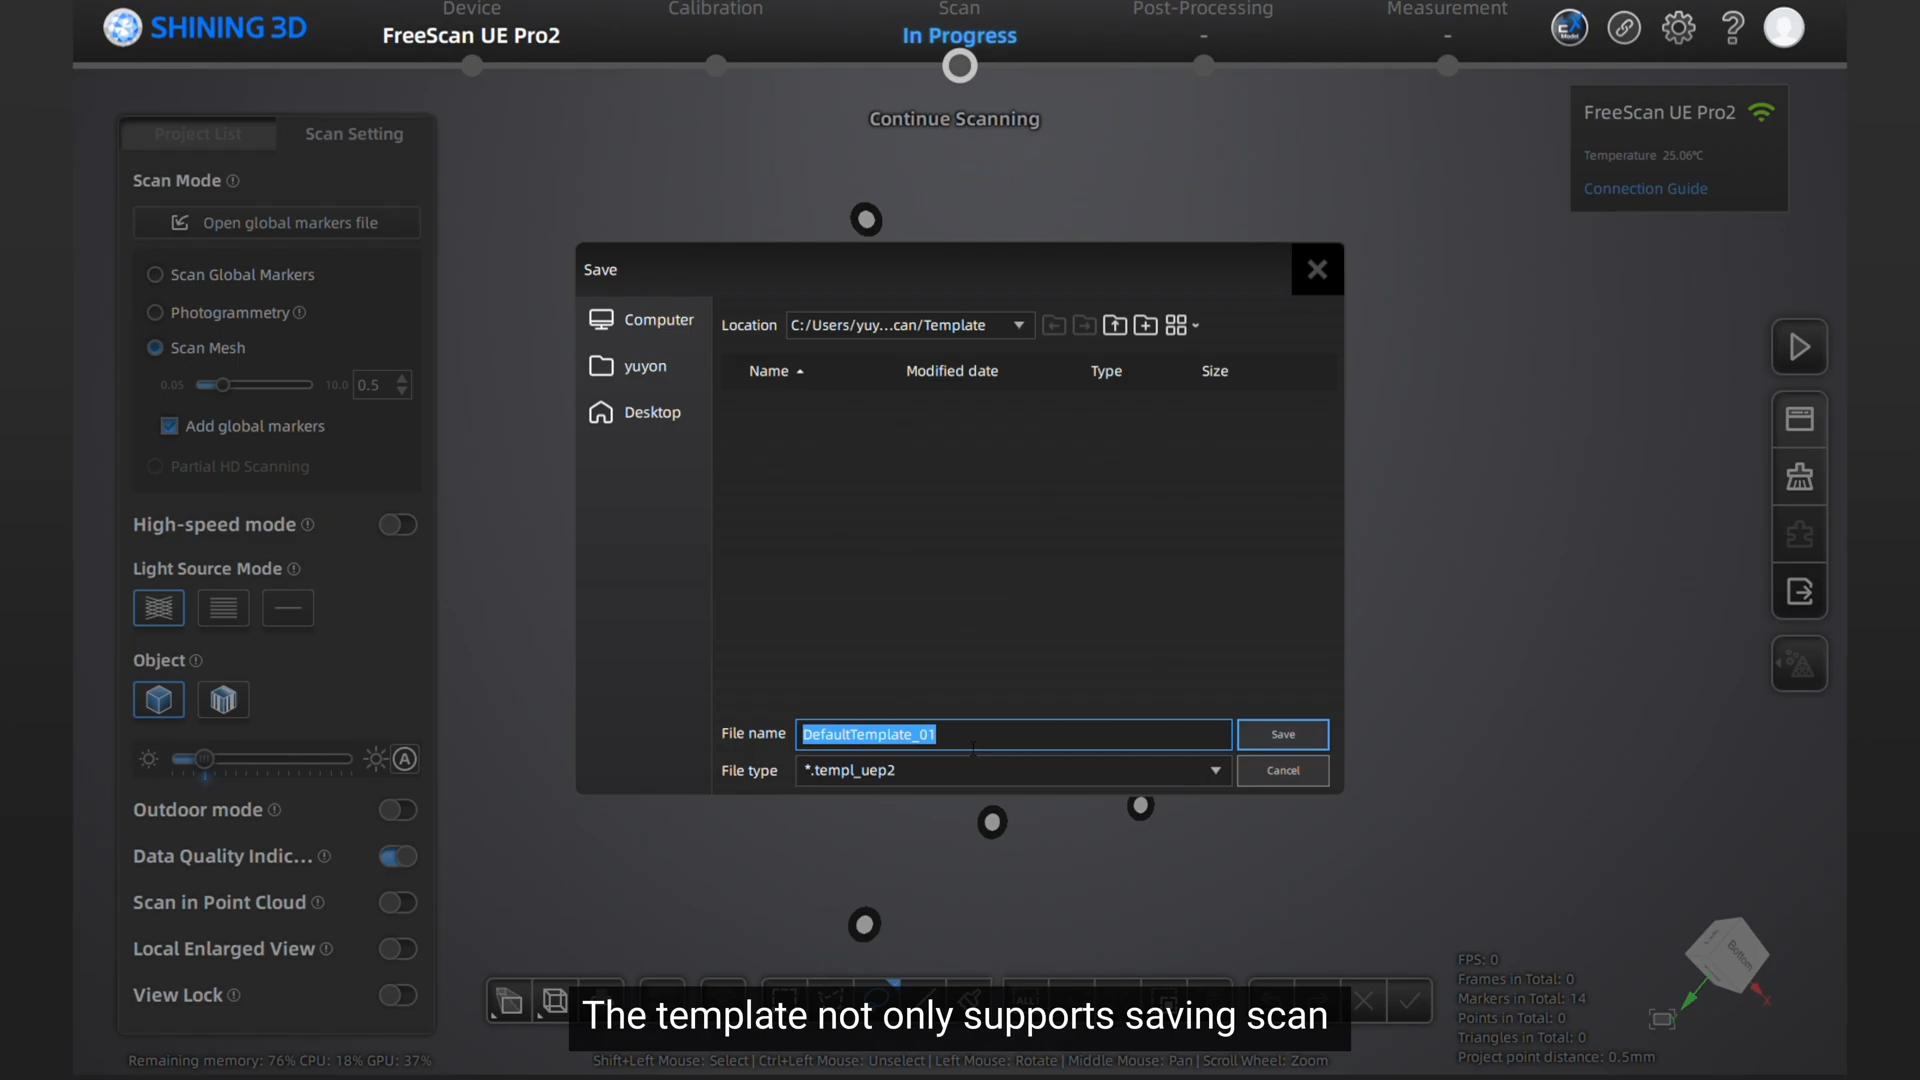 SHINING 3D
Device
FreeScan UE Pro2
Calibration
Scan
In Progress
Post-Processing
-
Measurement
-
Continue Scanning
FreeScan UE Pro2
Temperature 25.06℃
Connection Guide
Project List
Scan Setting
Scan Mode
Open global markers file
Scan Global Markers
Photogrammetry
Scan Mesh
0.05
10.0
0.5
Add global markers
Partial HD Scanning
High-speed mode
Light Source Mode
Object
A
Outdoor mode
Data Quality Indic...
Scan in Point Cloud
Local Enlarged View
View Lock
Save
Computer
yuyon
Desktop
Location
C:/Users/yuy...can/Template
Name
Modified date
Type
Size
File name
DefaultTemplate_01
Save
File type
*.templ_uep2
Cancel
The template not only supports saving scan
FPS: 0
Frames in Total: 0
Markers in Total: 14
Points in Total: 0
Triangles in Total: 0
Project point distance: 0.5mm
Bottom
X
Remaining memory: 76% CPU: 18% GPU: 37%
Shift+Left Mouse: Select | Ctrl+Left Mouse: Unselect | Left Mouse: Rotate | Middle Mouse: Pan | Scroll Wheel: Zoom